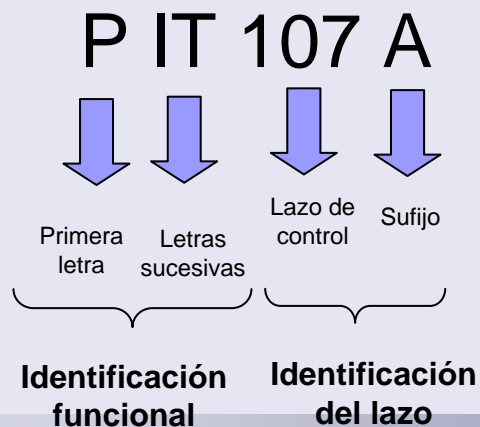 P IT 107 A
Primera
letra
Letras
sucesivas
Lazo de
control
Sufijo
Identificación
funcional
Identificación
del lazo